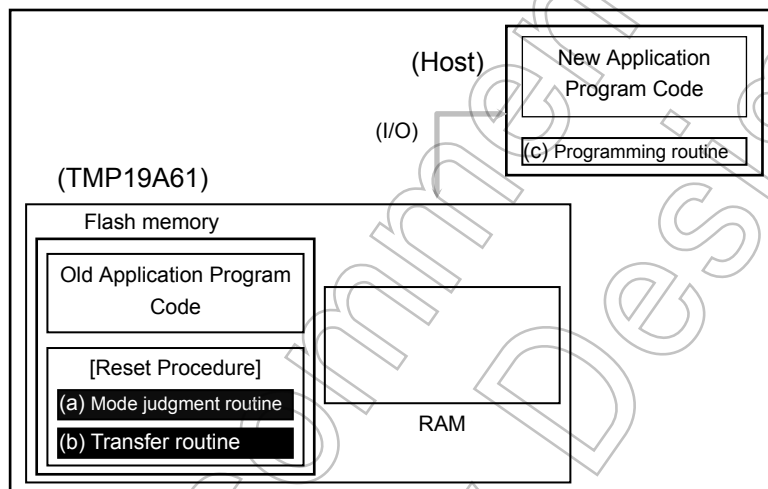 (Host)
New Application
Program Code
(I/O)
(c) Programming routine
(TMP19A61)
Flash memory
Old Application Program
Code
[Reset Procedure]
(a) Mode judgment routine
(b) Transfer routine
RAM